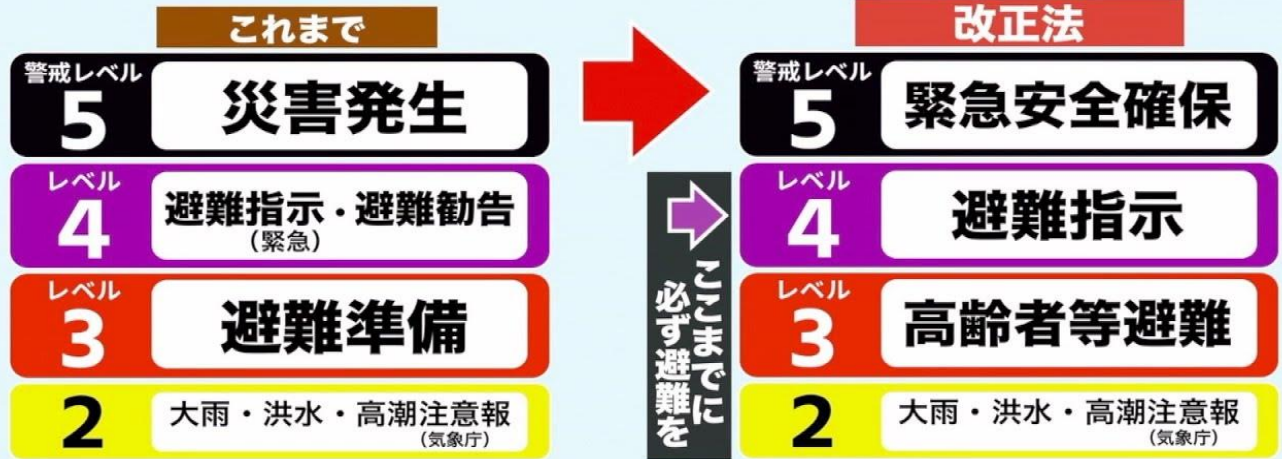 これまで
警戒レベル
5
災害発生
レベル
4
避難指示・避難勧告
（緊急）
レベル
3
避難準備
2
大雨・洪水・高潮注意報
（気象庁）
ここまでに
必ず避難を
改正法
警戒レベル
5
緊急安全確保
レベル
4
避難指示
レベル
3
高齢者等避難
2
大雨・洪水・高潮注意報
（気象庁）